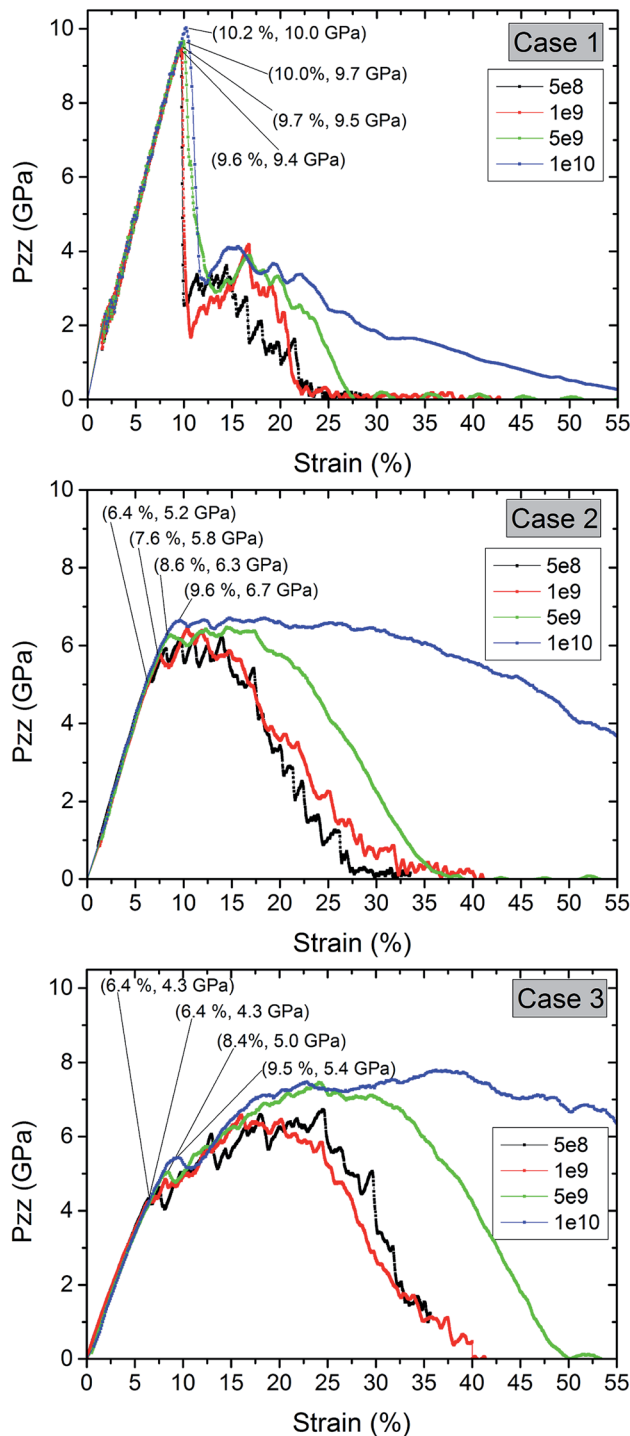 Case 1
(10.2 %, 10.0 GPa)
(10.0%, 9.7 GPa)
(9.7 %, 9.5 GPa)
(9.6 %, 9.4 GPa)
5e8
1e9
5e9
1e10
Pzz (GPa)
10
8
6
4
2
0
0 5 10 15 20 25 30 35 40 45 50 55
Strain (%)
Case 2
(6.4 %, 5.2 GPa)
(7.6 %, 5.8 GPa)
(8.6 %, 6.3 GPa)
(9.6 %, 6.7 GPa)
5e8
1e9
5e9
1e10
Pzz (GPa)
10
8
6
4
2
0
0 5 10 15 20 25 30 35 40 45 50 55
Strain (%)
Case 3
(6.4 %, 4.3 GPa)
(6.4 %, 4.3 GPa)
(8.4%, 5.0 GPa)
(9.5 %, 5.4 GPa)
5e8
1e9
5e9
1e10
Pzz (GPa)
10
8
6
4
2
0
0 5 10 15 20 25 30 35 40 45 50 55
Strain (%)